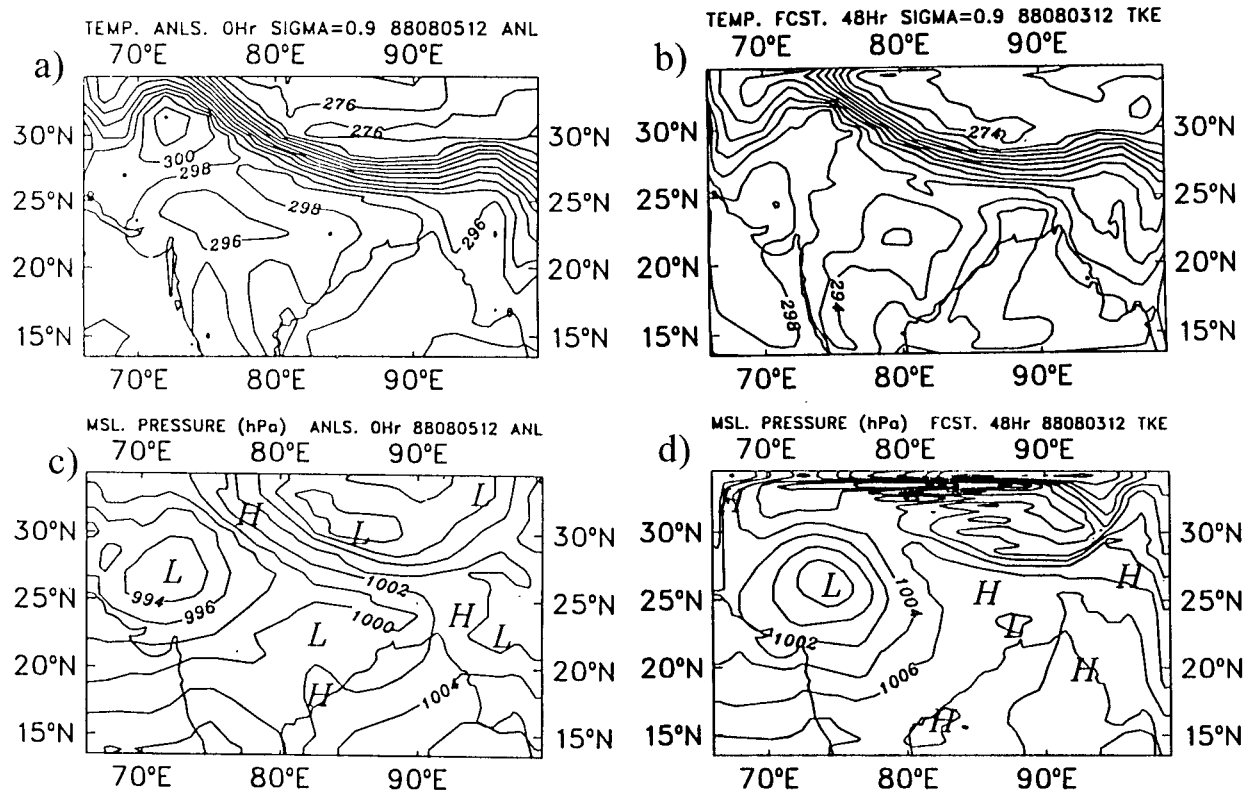 TEMP. ANLS. 0Hr SIGMA=0.9 88080512 ANL
70°E 80°E 90°E
a)
276
30°N 276 30°N
300
298
25°N 298 25°N
296 296
20°N 20°N
15°N 15°N
70°E 80°E 90°E
TEMP. FCST. 48Hr SIGMA=0.9 88080312 TKE
70°E 80°E 90°E
b)
30°N 274 30°N
25°N 25°N
20°N 20°N
298 294
15°N 15°N
70°E 80°E 90°E
MSL. PRESSURE (hPa) ANLS. 0Hr 88080512 ANL
70°E 80°E 90°E
c)
L
H
30°N L 30°N
L 1002
25°N 994 996 1000 H 25°N
L L
20°N 20°N
H 1004
15°N 15°N
70°E 80°E 90°E
MSL. PRESSURE (hPa) FCST. 48Hr 88080312 TKE
70°E 80°E 90°E
d)
H
30°N 30°N
L 1004 H H
25°N 25°N
L
1002
20°N 1006 H 20°N
H
15°N 15°N
70°E 80°E 90°E